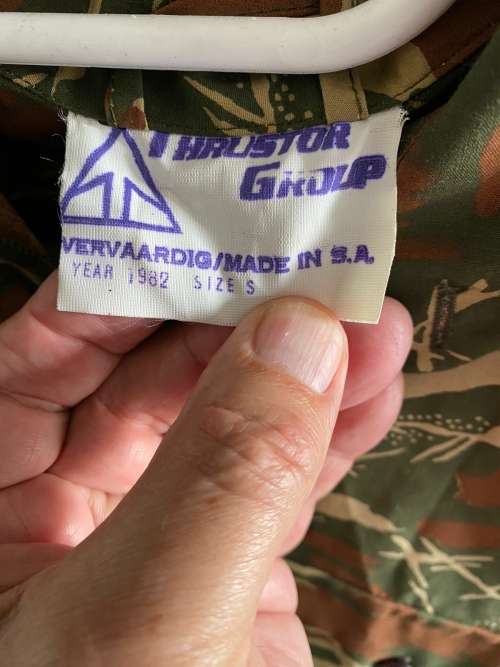 THRUSTOR
GROUP
VERVAARDIG/MADE IN S.A.
YEAR 1982 SIZE S